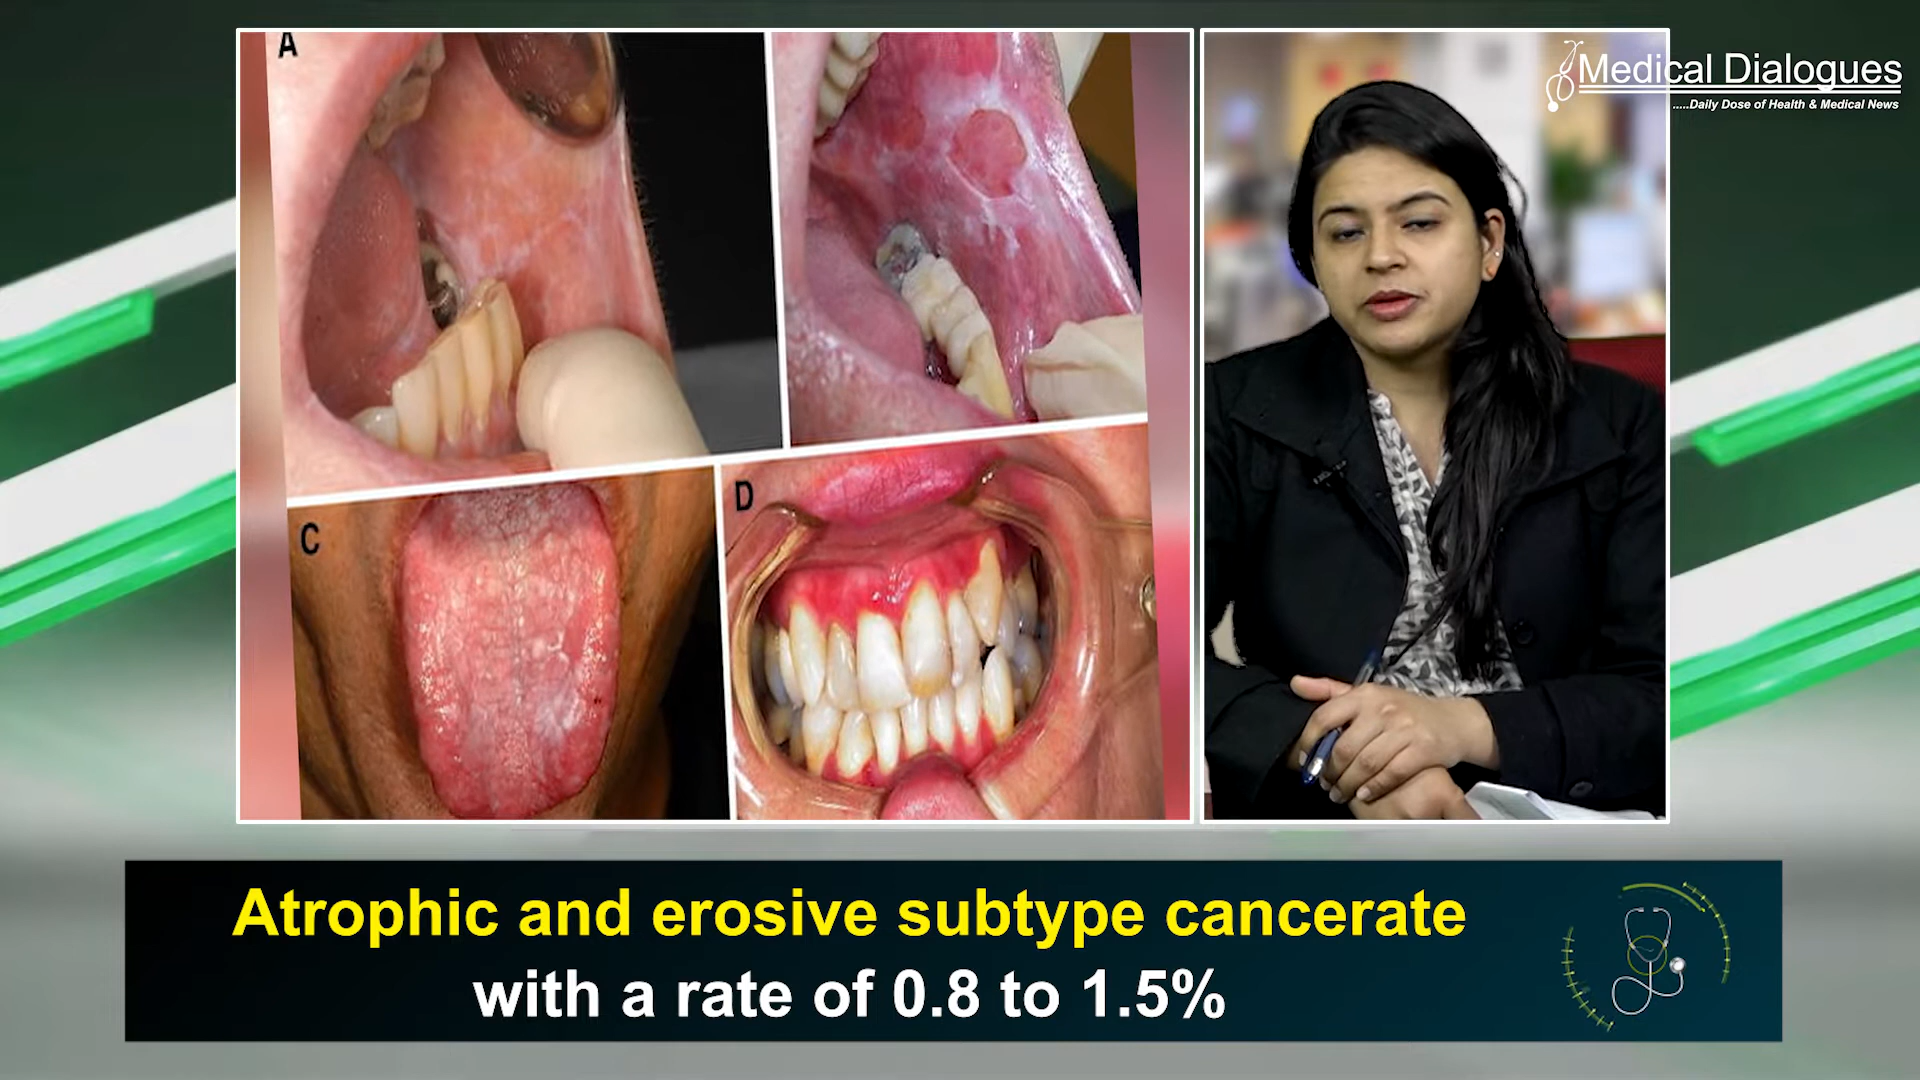 A
Medical Dialogues
.....Daily Dose of Health & Medical News
C
D
Atrophic and erosive subtype cancerate
with a rate of 0.8 to 1.5%